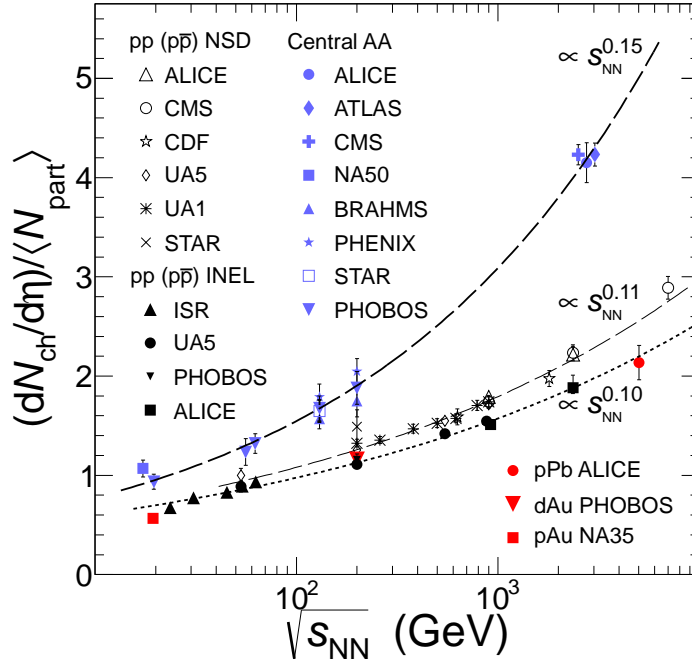 (dN_ch/dη)/⟨N_part⟩
5
4
3
2
1
0
pp (pp̅) NSD
ALICE
CMS
CDF
UA5
UA1
STAR
pp (pp̅) INEL
ISR
UA5
PHOBOS
ALICE
Central AA
ALICE
ATLAS
CMS
NA50
BRAHMS
PHENIX
STAR
PHOBOS
∝ s_NN^0.15
∝ s_NN^0.11
∝ s_NN^0.10
pPb ALICE
dAu PHOBOS
pAu NA35
10^2
10^3
√s_NN (GeV)